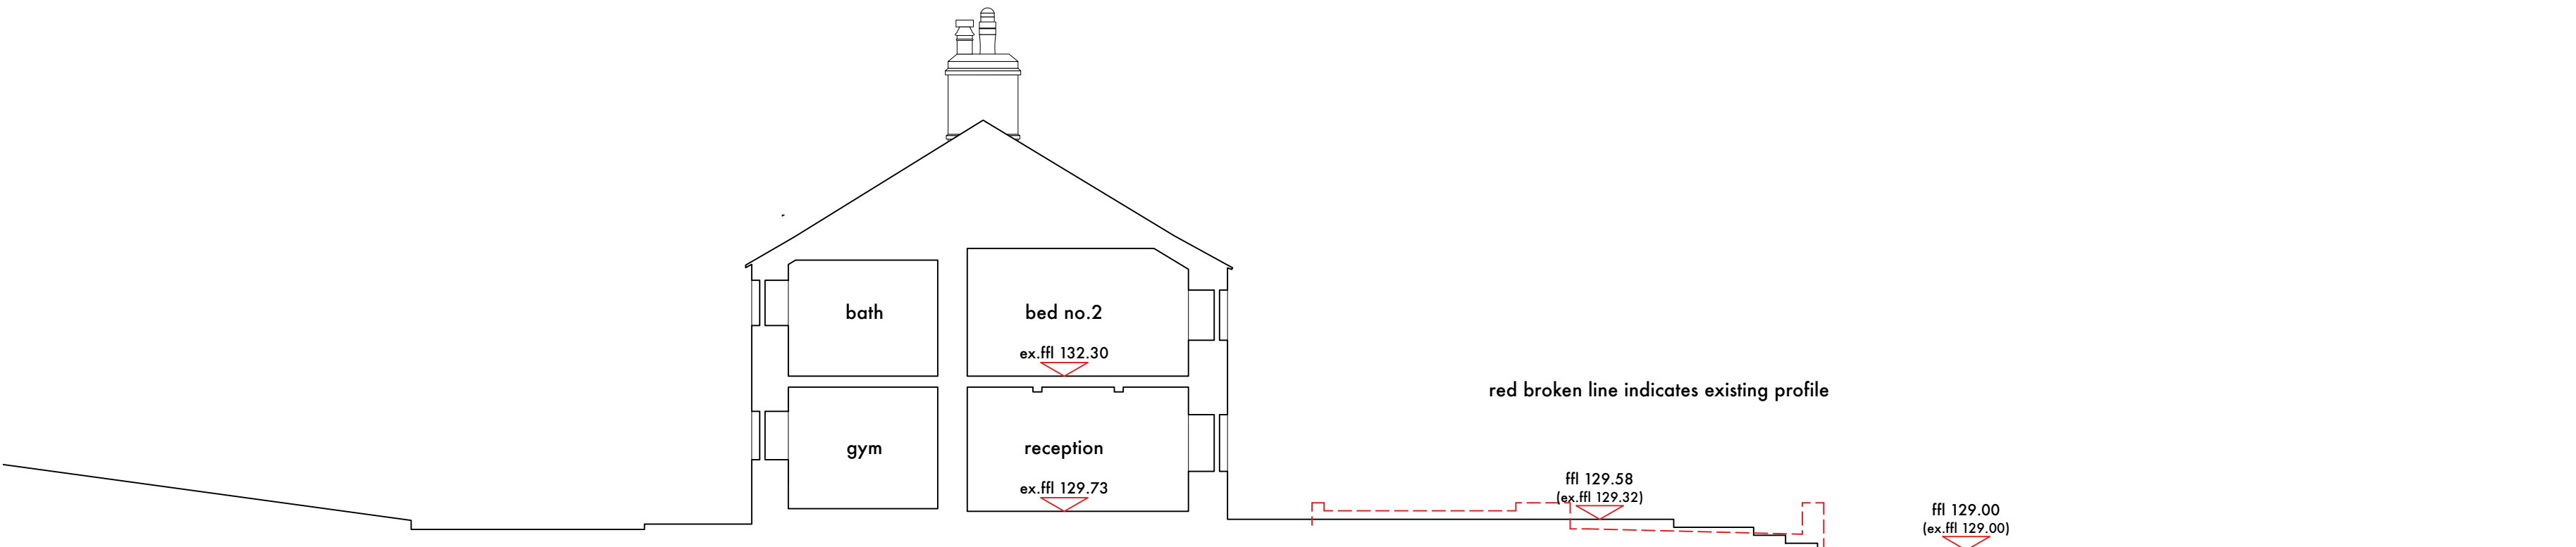 bath
bed no.2
ex.ffl 132.30
red broken line indicates existing profile
gym
reception
ex.ffl 129.73
ffl 129.58
(ex.ffl 129.32)
ffl 129.00
(ex.ffl 129.00)